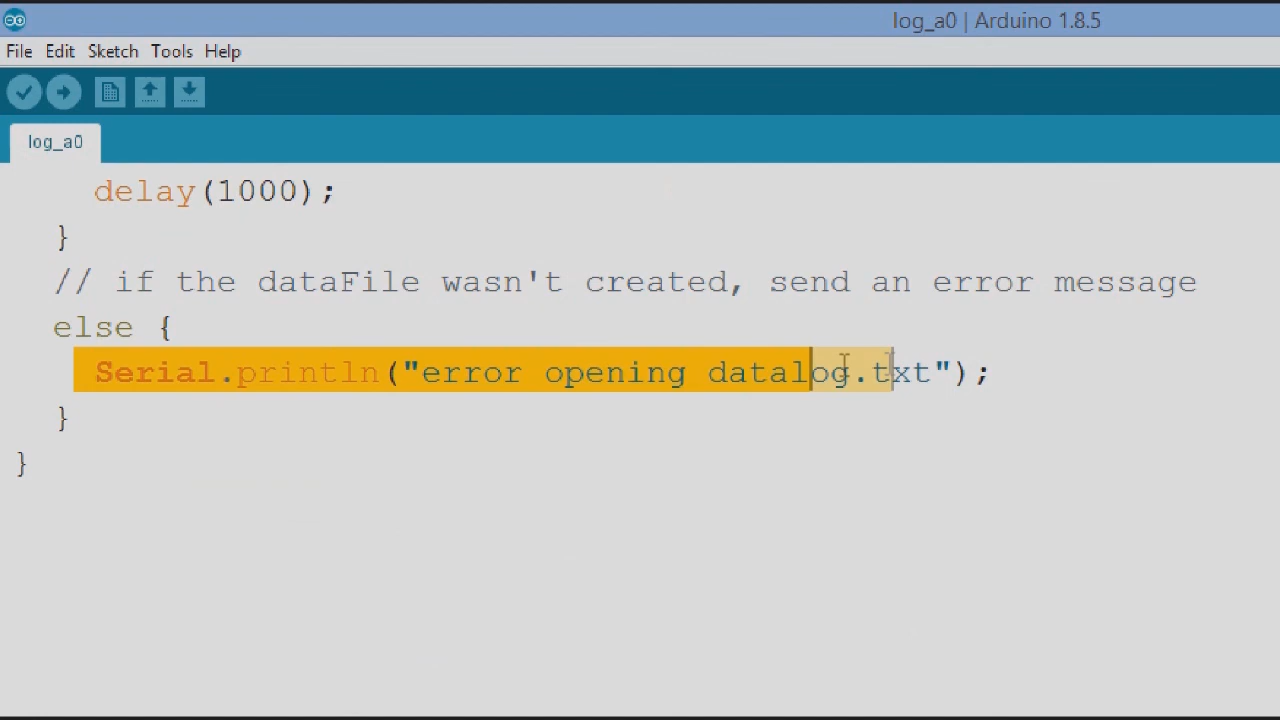 log_a0 | Arduino 1.8.5
File Edit Sketch Tools Help
log_a0
delay(1000);
}
// if the dataFile wasn't created, send an error message
else {
Serial.println("error opening datalog.txt");
}
}